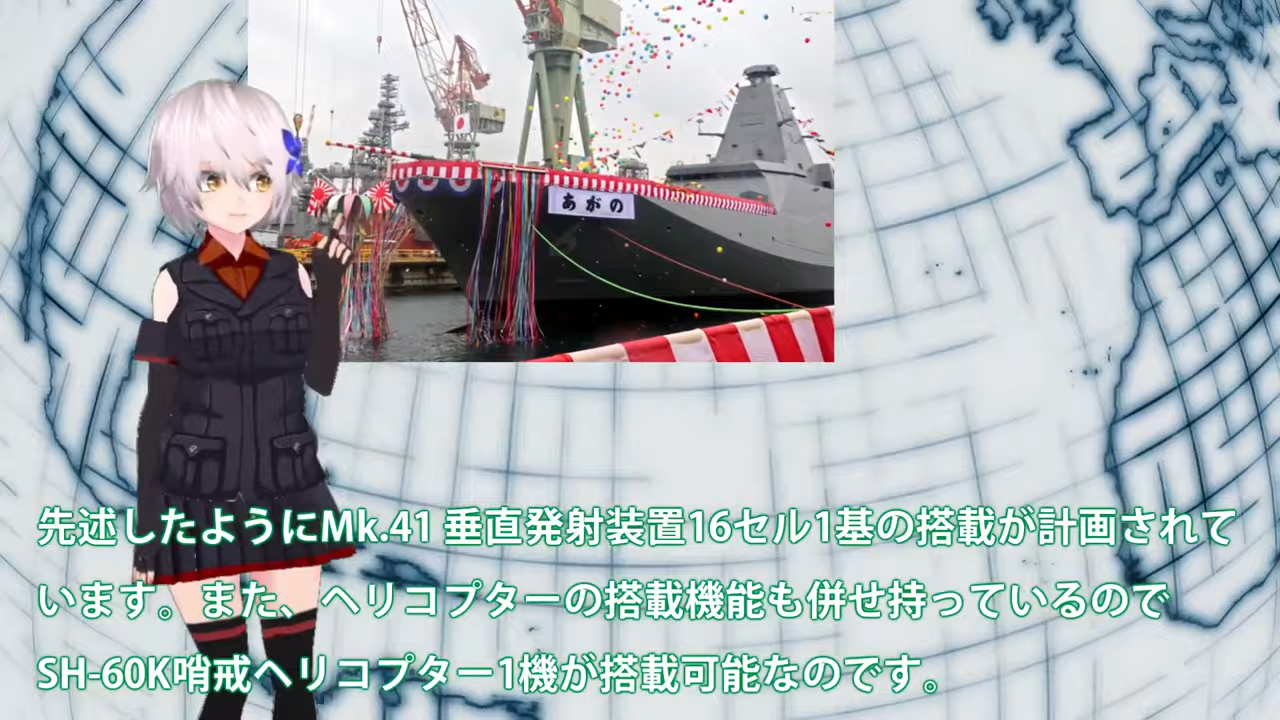 あがの
先述したようにMk.41 垂直発射装置16セル1基の搭載が計画されて
います。また、ヘリコプターの搭載機能も併せ持っているので
SH-60K哨戒ヘリコプター1機が搭載可能なのです。